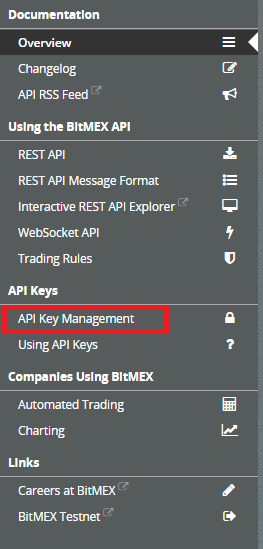 Documentation
Overview
Changelog
API RSS Feed
Using the BitMEX API
REST API
REST API Message Format
Interactive REST API Explorer
WebSocket API
Trading Rules
API Keys
API Key Management
Using API Keys
Companies Using BitMEX
Automated Trading
Charting
Links
Careers at BitMEX
BitMEX Testnet